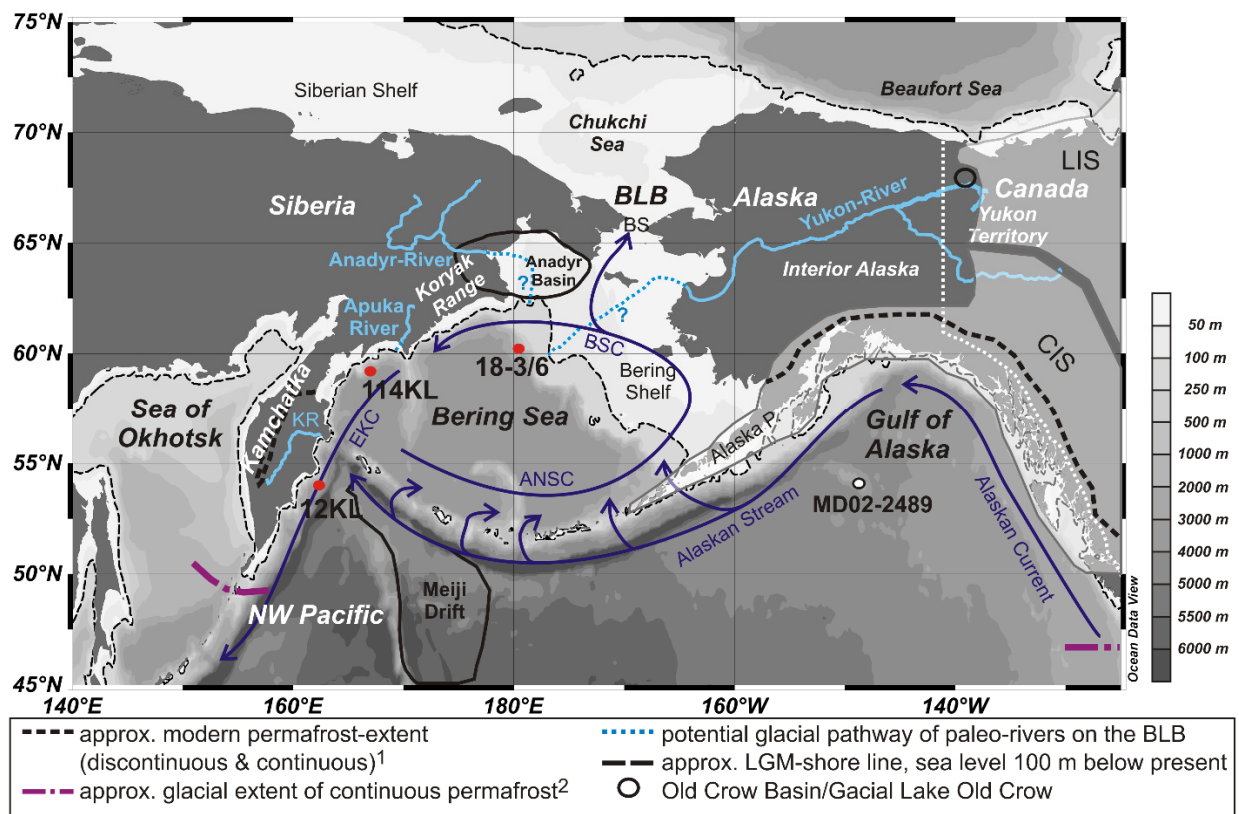 75°N
70°N
65°N
60°N
55°N
50°N
45°N
140°E
160°E
180°E
160°W
140°W
Siberian Shelf
Beaufort Sea
Chukchi
Sea
LIS
Siberia
BLB
BS
Alaska
Canada
Yukon
Territory
Yukon-River
Anadyr-River
Koryak
Range
Anadyr
Basin
?
?
Interior Alaska
Apuka
River
BSC
18-3/6
Bering
Shelf
CIS
Sea of
Okhotsk
Kamchatka
KR
114KL
EKC
Bering Sea
Alaska P.
Gulf of
Alaska
ANSC
12KL
MD02-2489
Alaskan Stream
Alaskan Current
NW Pacific
Meiji
Drift
Ocean Data View
50 m
100 m
250 m
500 m
1000 m
2000 m
3000 m
4000 m
5000 m
5500 m
6000 m
approx. modern permafrost-extent
(discontinuous & continuous)1
approx. glacial extent of continuous permafrost2
potential glacial pathway of paleo-rivers on the BLB
approx. LGM-shore line, sea level 100 m below present
Old Crow Basin/Gacial Lake Old Crow